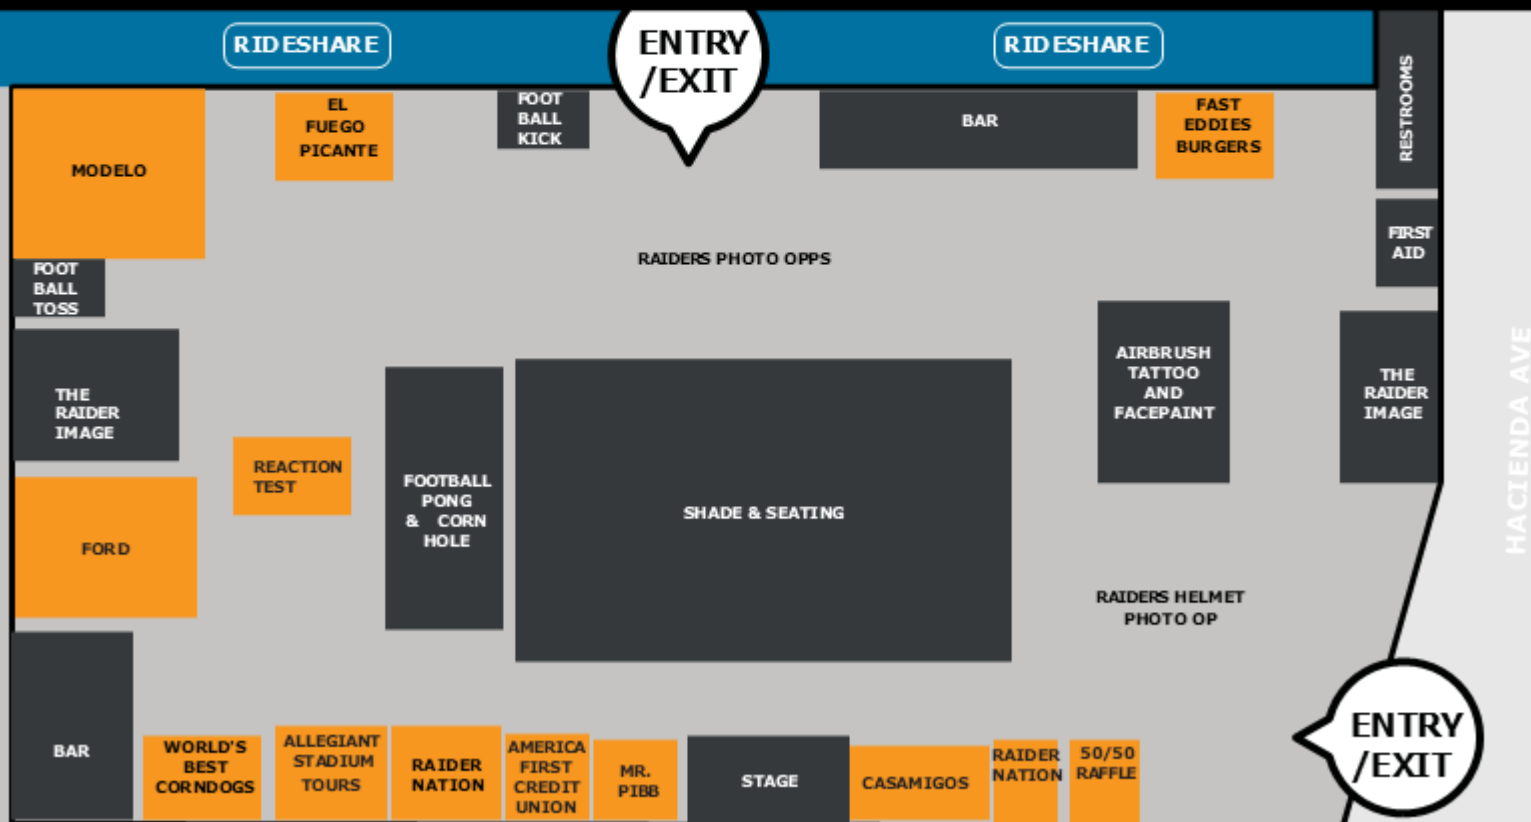 RIDESHARE
ENTRY
/EXIT
RIDESHARE
RESTROOMS
MODELO
EL
FUEGO
PICANTE
FOOT
BALL
KICK
BAR
FAST
EDDIES
BURGERS
FIRST
AID
RAIDERS PHOTO OPPS
FOOT
BALL
TOSS
THE
RAIDER
IMAGE
AIRBRUSH
TATTOO
AND
FACEPAINT
THE
RAIDER
IMAGE
HACIENDA AVE
REACTION
TEST
FOOTBALL
PONG
& CORN
HOLE
SHADE & SEATING
FORD
RAIDERS HELMET
PHOTO OP
BAR
WORLD'S
BEST
CORNDOGS
ALLEGIANT
STADIUM
TOURS
RAIDER
NATION
AMERICA
FIRST
CREDIT
UNION
MR.
PIBB
STAGE
CASAMIGOS
RAIDER
NATION
50/50
RAFFLE
ENTRY
/EXIT